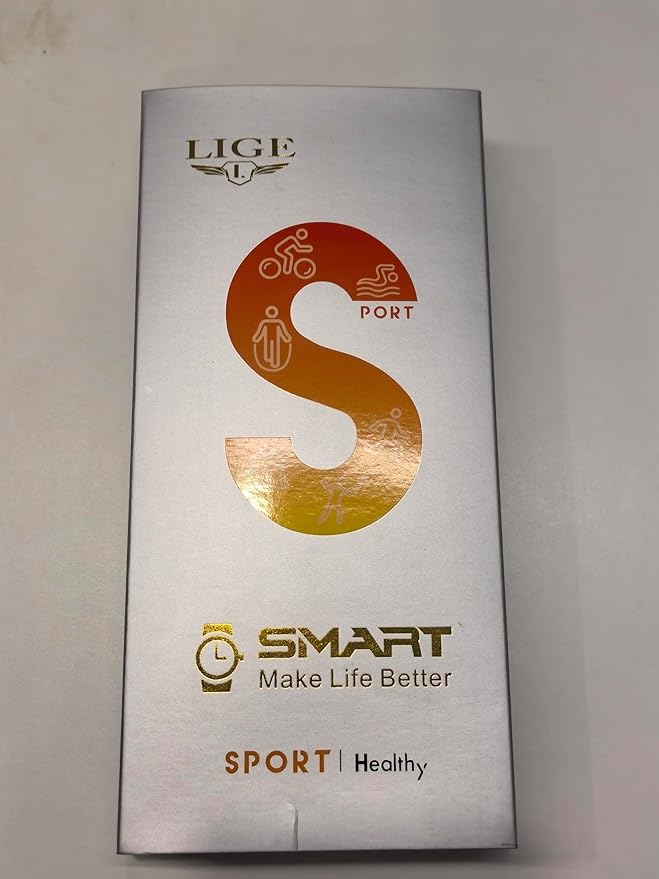 LIGE
L
S
PORT
SMART
Make Life Better
SPORT | Healthy